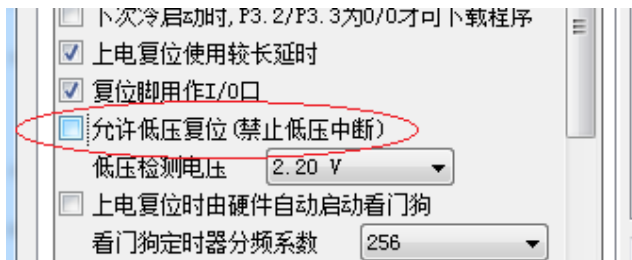 下次冷启动时,P3.2/P3.3为0/0才可下载程序
上电复位使用较长延时
复位脚用作I/O口
允许低压复位(禁止低压中断)
低压检测电压 2.20 V
上电复位时由硬件自动启动看门狗
看门狗定时器分频系数 256